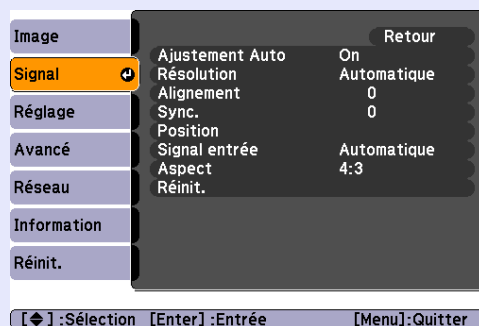 Image
Signal
Réglage
Avancé
Réseau
Information
Réinit.
Retour
Ajustement Auto On
Résolution Automatique
Alignement 0
Sync. 0
Position
Signal entrée Automatique
Aspect 4:3
Réinit.
[ ] :Sélection [Enter] :Entrée [Menu]:Quitter